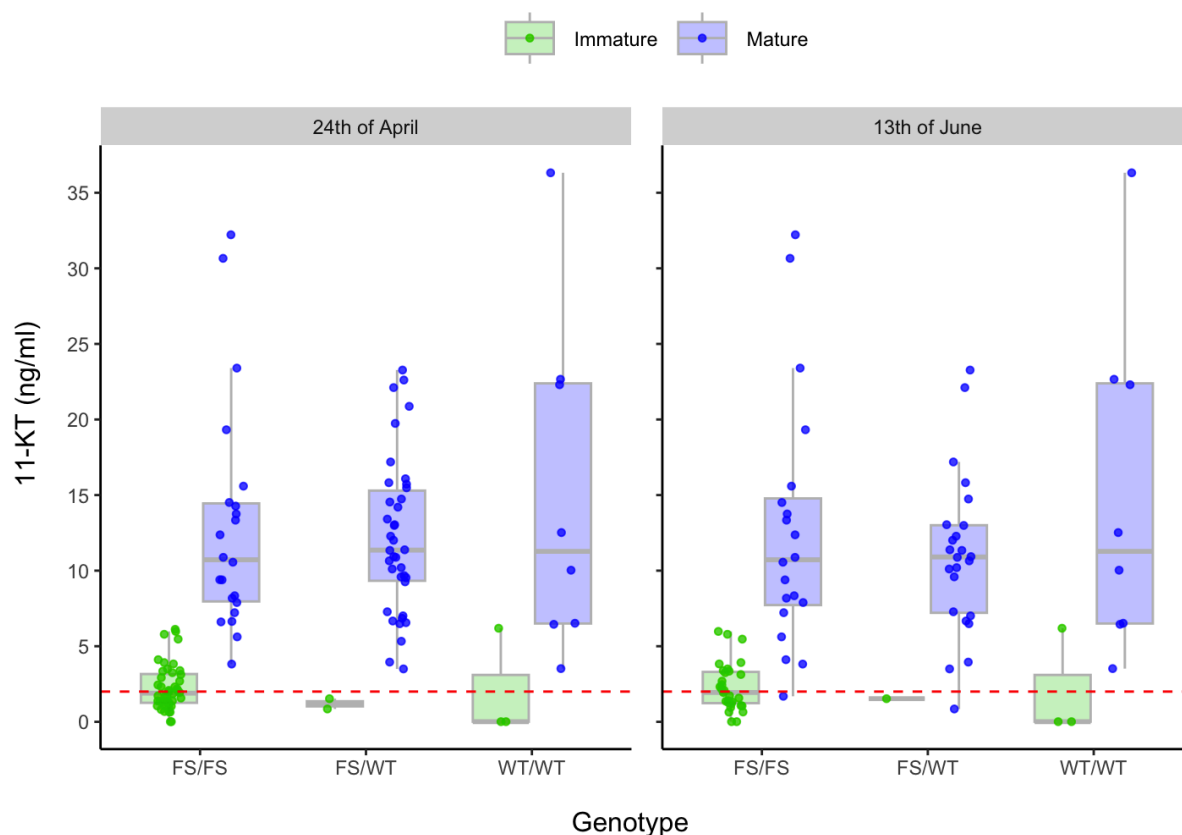 Immature Mature
24th of April 13th of June
35
30
25
20
15
10
5
0
11-KT (ng/ml)
FS/FS FS/WT WT/WT FS/FS FS/WT WT/WT
Genotype